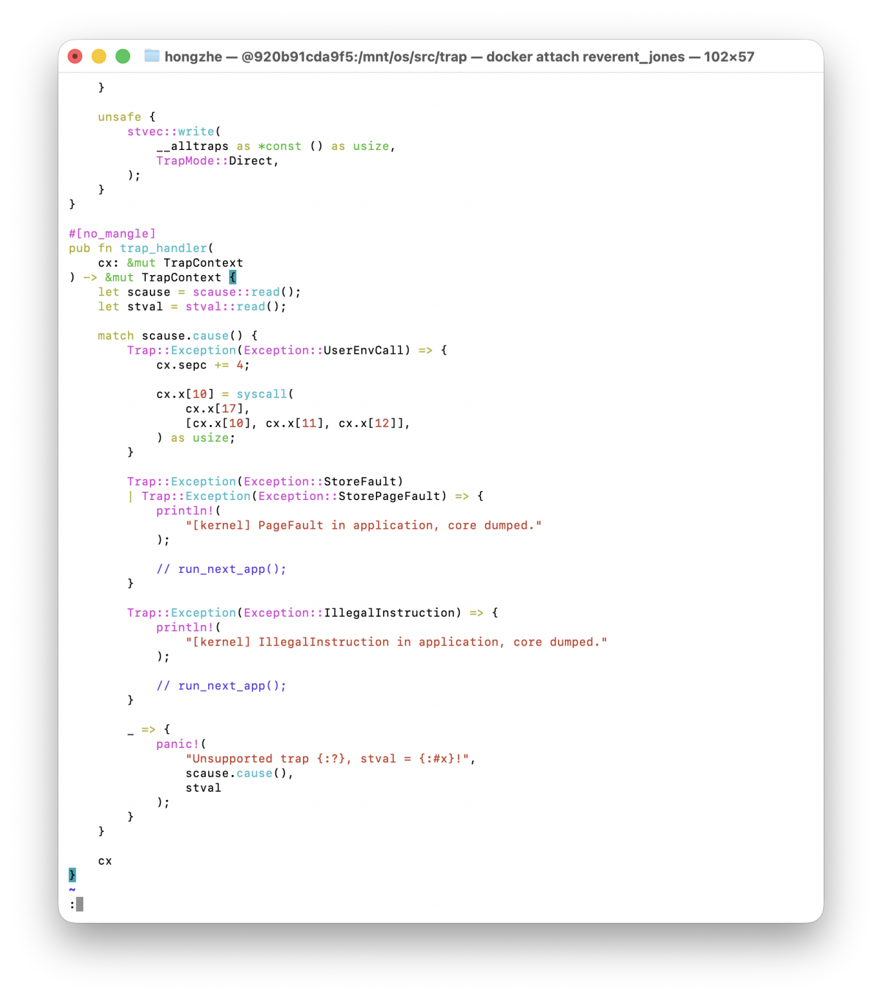 hongzhe — @920b91cda9f5:/mnt/os/src/trap — docker attach reverent_jones — 102×57
    }

    unsafe {
        stvec::write(
            __alltraps as *const () as usize,
            TrapMode::Direct,
        );
    }
}

#[no_mangle]
pub fn trap_handler(
    cx: &mut TrapContext
) -> &mut TrapContext {
    let scause = scause::read();
    let stval = stval::read();

    match scause.cause() {
        Trap::Exception(Exception::UserEnvCall) => {
            cx.sepc += 4;

            cx.x[10] = syscall(
                cx.x[17],
                [cx.x[10], cx.x[11], cx.x[12]],
            ) as usize;
        }

        Trap::Exception(Exception::StoreFault)
        | Trap::Exception(Exception::StorePageFault) => {
            println!(
                "[kernel] PageFault in application, core dumped."
            );

            // run_next_app();
        }

        Trap::Exception(Exception::IllegalInstruction) => {
            println!(
                "[kernel] IllegalInstruction in application, core dumped."
            );

            // run_next_app();
        }

        _ => {
            panic!(
                "Unsupported trap {:?}, stval = {:#x}!",
                scause.cause(),
                stval
            );
        }
    }

    cx
}
~
: